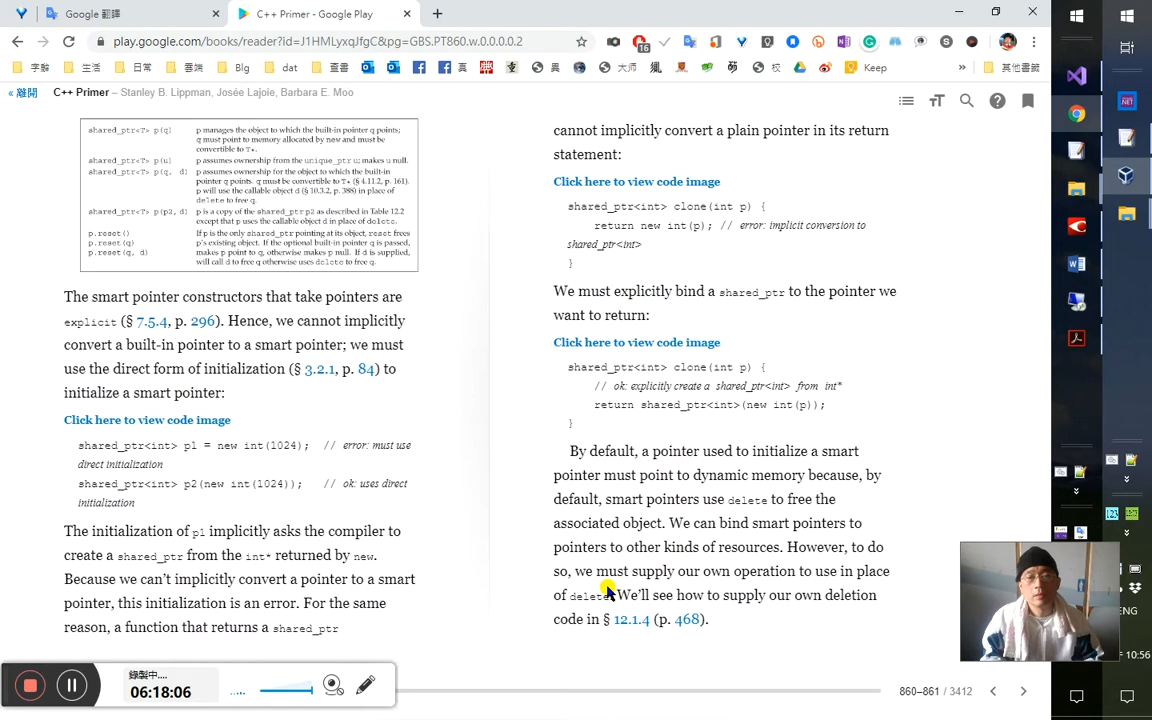 Google 翻譯
C++ Primer - Google Play
play.google.com/books/reader?id=J1HMLyxqJfgC&pg=GBS.PT860.w.0.0.0.2
16
字辭
生活
日常
雲端
Blg
dat
查書
真
異
大师
校
Keep
»
其他書籤
« 離開
C++ Primer – Stanley B. Lippman, Josée Lajoie, Barbara E. Moo
shared_ptr<T> p(q) p manages the object to which the built-in pointer q points;
q must point to memory allocated by new and must be
convertible to T*.
shared_ptr<T> p(u) p assumes ownership from the unique_ptr u; makes u null.
shared_ptr<T> p(q, d) p assumes ownership for the object to which the built-in
pointer q points. q must be convertible to T* (§ 4.11.2, p. 161).
p will use the callable object d (§ 10.3.2, p. 388) in place of
delete to free q.
shared_ptr<T> p(p2, d) p is a copy of the shared_ptr p2 as described in Table 12.2
except that p uses the callable object d in place of delete.
p.reset() If p is the only shared_ptr pointing at its object, reset frees
p.reset(q) p's existing object. If the optional built-in pointer q is passed,
p.reset(q, d) makes p point to q, otherwise makes p null. If d is supplied,
will call d to free q otherwise uses delete to free q.
The smart pointer constructors that take pointers are
explicit (§ 7.5.4, p. 296). Hence, we cannot implicitly
convert a built-in pointer to a smart pointer; we must
use the direct form of initialization (§ 3.2.1, p. 84) to
initialize a smart pointer:
Click here to view code image
shared_ptr<int> p1 = new int(1024); // error: must use
direct initialization
shared_ptr<int> p2(new int(1024)); // ok: uses direct
initialization
The initialization of p1 implicitly asks the compiler to
create a shared_ptr from the int* returned by new.
Because we can't implicitly convert a pointer to a smart
pointer, this initialization is an error. For the same
reason, a function that returns a shared_ptr
cannot implicitly convert a plain pointer in its return
statement:
Click here to view code image
shared_ptr<int> clone(int p) {
return new int(p); // error: implicit conversion to
shared_ptr<int>
}
We must explicitly bind a shared_ptr to the pointer we
want to return:
Click here to view code image
shared_ptr<int> clone(int p) {
// ok: explicitly create a shared_ptr<int> from int*
return shared_ptr<int>(new int(p));
}
By default, a pointer used to initialize a smart
pointer must point to dynamic memory because, by
default, smart pointers use delete to free the
associated object. We can bind smart pointers to
pointers to other kinds of resources. However, to do
so, we must supply our own operation to use in place
of delete. We'll see how to supply our own deletion
code in § 12.1.4 (p. 468).
860–861 / 3412
錄製中....
06:18:06
.NET
123
ENG
10:56